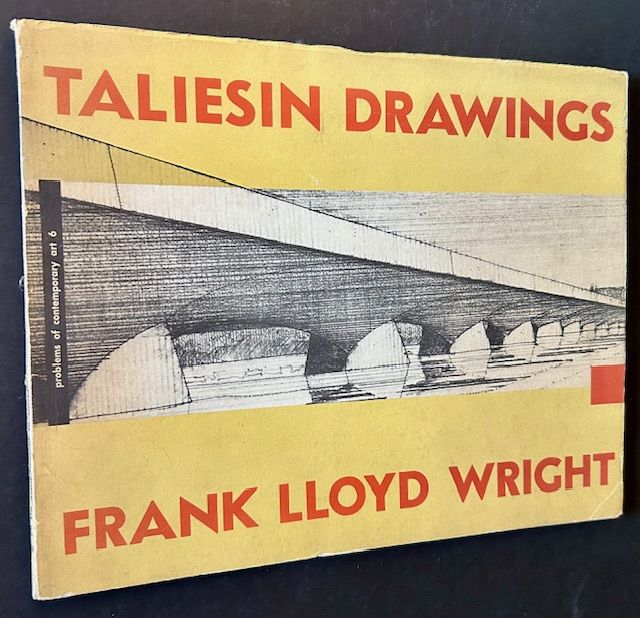 TALIESIN DRAWINGS
problems of contemporary art 6
FRANK LLOYD WRIGHT